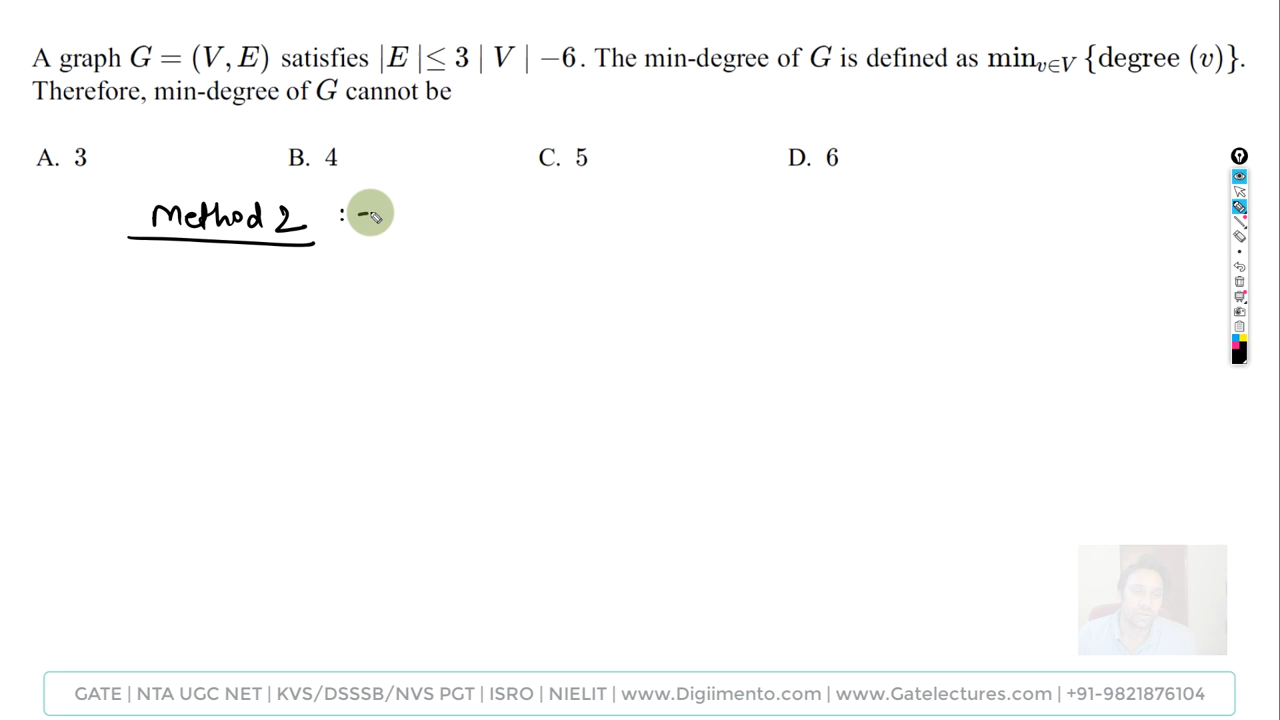 A graph G = (V, E) satisfies |E| ≤ 3 | V | −6. The min-degree of G is defined as min_{v∈V} {degree (v)}.
Therefore, min-degree of G cannot be
A. 3 B. 4 C. 5 D. 6
Method 2 :-
GATE | NTA UGC NET | KVS/DSSSB/NVS PGT | ISRO | NIELIT | www.Digiimento.com | www.Gatelectures.com | +91-9821876104